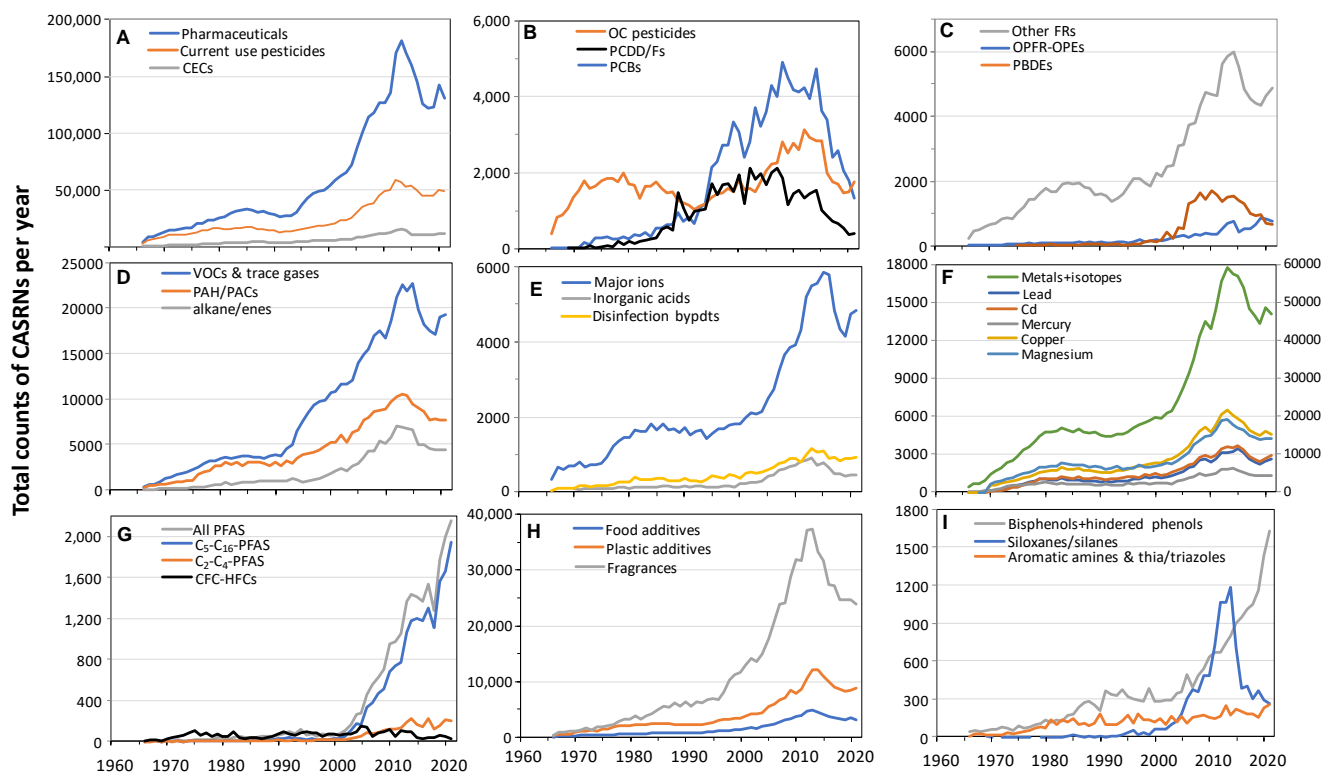 Total counts of CASRNs per year
A
Pharmaceuticals
Current use pesticides
CECs
200,000
150,000
100,000
50,000
B
OC pesticides
PCDD/Fs
PCBs
6,000
4,000
2,000
0
C
Other FRs
OPFR-OPEs
PBDEs
6000
4000
2000
0
D
VOCs & trace gases
PAH/PACs
alkane/enes
25000
20000
15000
10000
5000
0
E
Major ions
Inorganic acids
Disinfection bypdts
6000
4000
2000
0
F
Metals+isotopes
Lead
Cd
Mercury
Copper
Magnesium
18000
15000
12000
9000
6000
3000
0
60000
50000
40000
30000
20000
10000
0
G
All PFAS
C₅-C₁₆-PFAS
C₂-C₄-PFAS
CFC-HFCs
2,000
1,600
1,200
800
400
0
1960 1970 1980 1990 2000 2010 2020
H
Food additives
Plastic additives
Fragrances
40,000
30,000
20,000
10,000
0
1960 1970 1980 1990 2000 2010 2020
I
Bisphenols+hindered phenols
Siloxanes/silanes
Aromatic amines & thia/triazoles
1800
1500
1200
900
600
300
0
1960 1970 1980 1990 2000 2010 2020